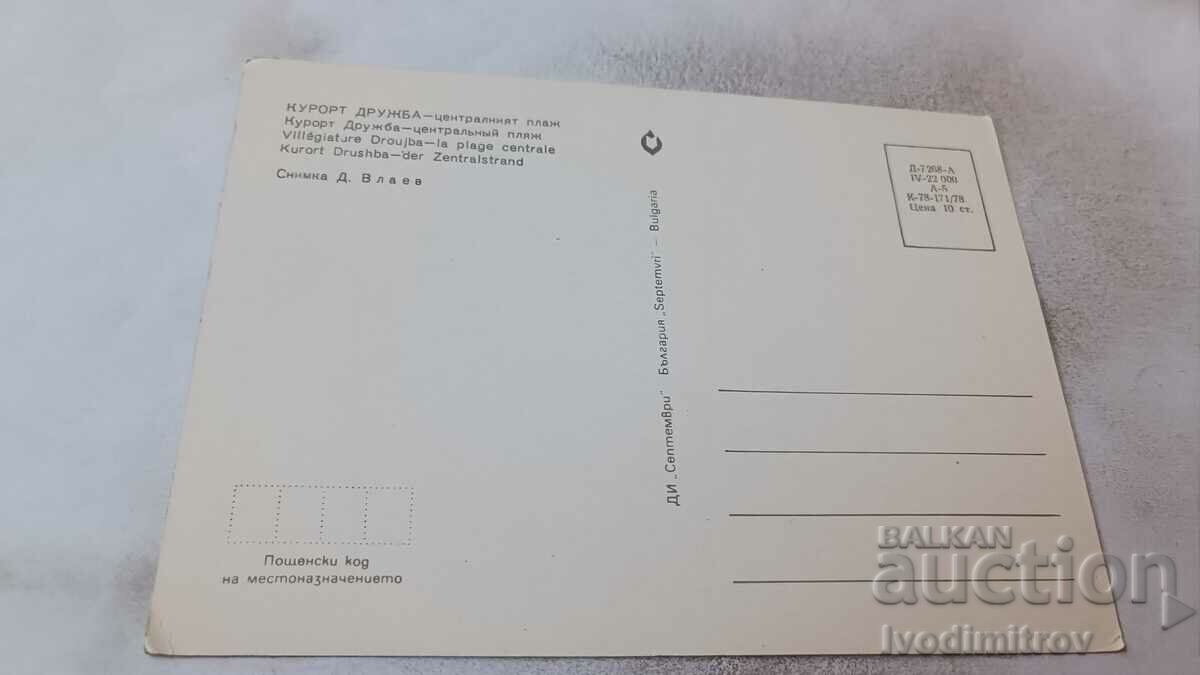 КУРОРТ ДРУЖБА—централният плаж
Курорт Дружба—центральный пляж
Villégiature Droujba—la plage centrale
Kurort Drushba—der Zentralstrand
Снимка Д. Влаев
ДИ „Септември" България „Septemvri" – Bulgaria
Д-7268-А
IV-22 000
А-5
К-78-171/78
Цена 10 ст.
Пощенски код
на местоназначението
BALKAN
auction
Ivodimitrov